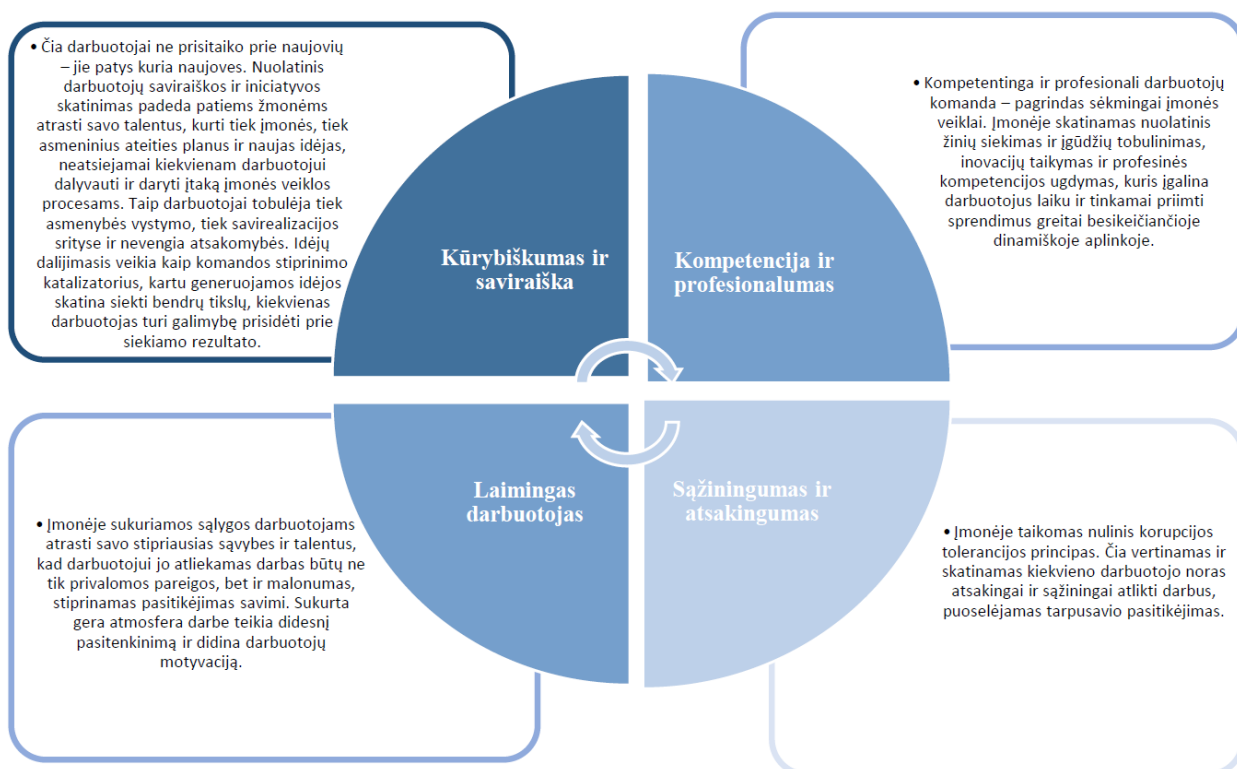 • Čia darbuotojai ne prisitaiko prie naujovių
– jie patys kuria naujoves. Nuolatinis
darbuotojų saviraiškos ir iniciatyvos
skatinimas padeda patiems žmonėms
atrasti savo talentus, kurti tiek įmonės, tiek
asmeninius ateities planus ir naujas idėjas,
neatsiejamai kiekvienam darbuotojui
dalyvauti ir daryti įtaką įmonės veiklos
procesams. Taip darbuotojai tobulėja tiek
asmenybės vystymo, tiek savirealizacijos
srityse ir nevengia atsakomybės. Idėjų
dalijimasis veikia kaip komandos stiprinimo
katalizatorius, kartu generuojamos idėjos
skatina siekti bendrų tikslų, kiekvienas
darbuotojas turi galimybę prisidėti prie
siekiamo rezultato.
Kūrybiškumas ir
saviraiška
Kompetencija ir
profesionalumas
• Kompetentinga ir profesionali darbuotojų
komanda – pagrindas sėkmingai įmonės
veiklai. Įmonėje skatinamas nuolatinis
žinių siekimas ir įgūdžių tobulinimas,
inovacijų taikymas ir profesinės
kompetencijos ugdymas, kuris įgalina
darbuotojus laiku ir tinkamai priimti
sprendimus greitai besikeičiančioje
dinamiškoje aplinkoje.
• Įmonėje sukuriamos sąlygos darbuotojams
atrasti savo stipriausias sąvybes ir talentus,
kad darbuotojui jo atliekamas darbas būtų ne
tik privalomos pareigos, bet ir malonumas,
stiprinamas pasitikėjimas savimi. Sukurta
gera atmosfera darbe teikia didesnį
pasitenkinimą ir didina darbuotojų
motyvaciją.
Laimingas
darbuotojas
Sąžiningumas ir
atsakingumas
• Įmonėje taikomas nulinis korupcijos
tolerancijos principas. Čia vertinamas ir
skatinamas kiekvieno darbuotojo noras
atsakingai ir sąžiningai atlikti darbus,
puoselėjamas tarpusavio pasitikėjimas.